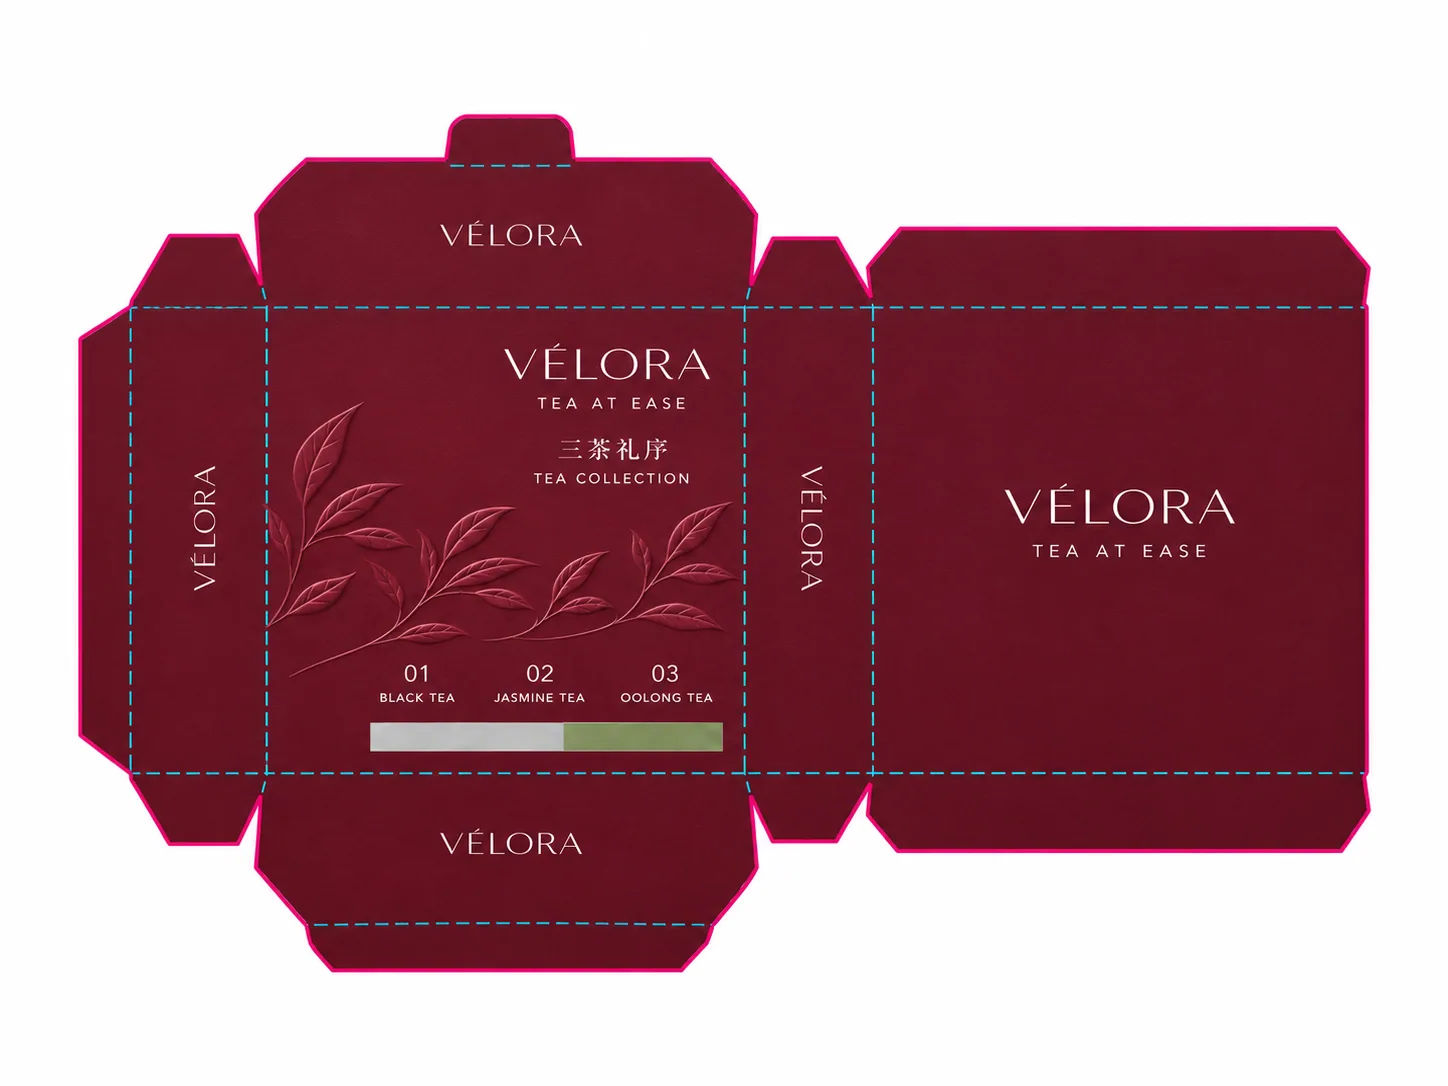 VÉLORA
VÉLORA
TEA AT EASE
三茶礼序
TEA COLLECTION
VÉLORA
VÉLORA
VÉLORA
TEA AT EASE
01 02 03
BLACK TEA JASMINE TEA OOLONG TEA
VÉLORA